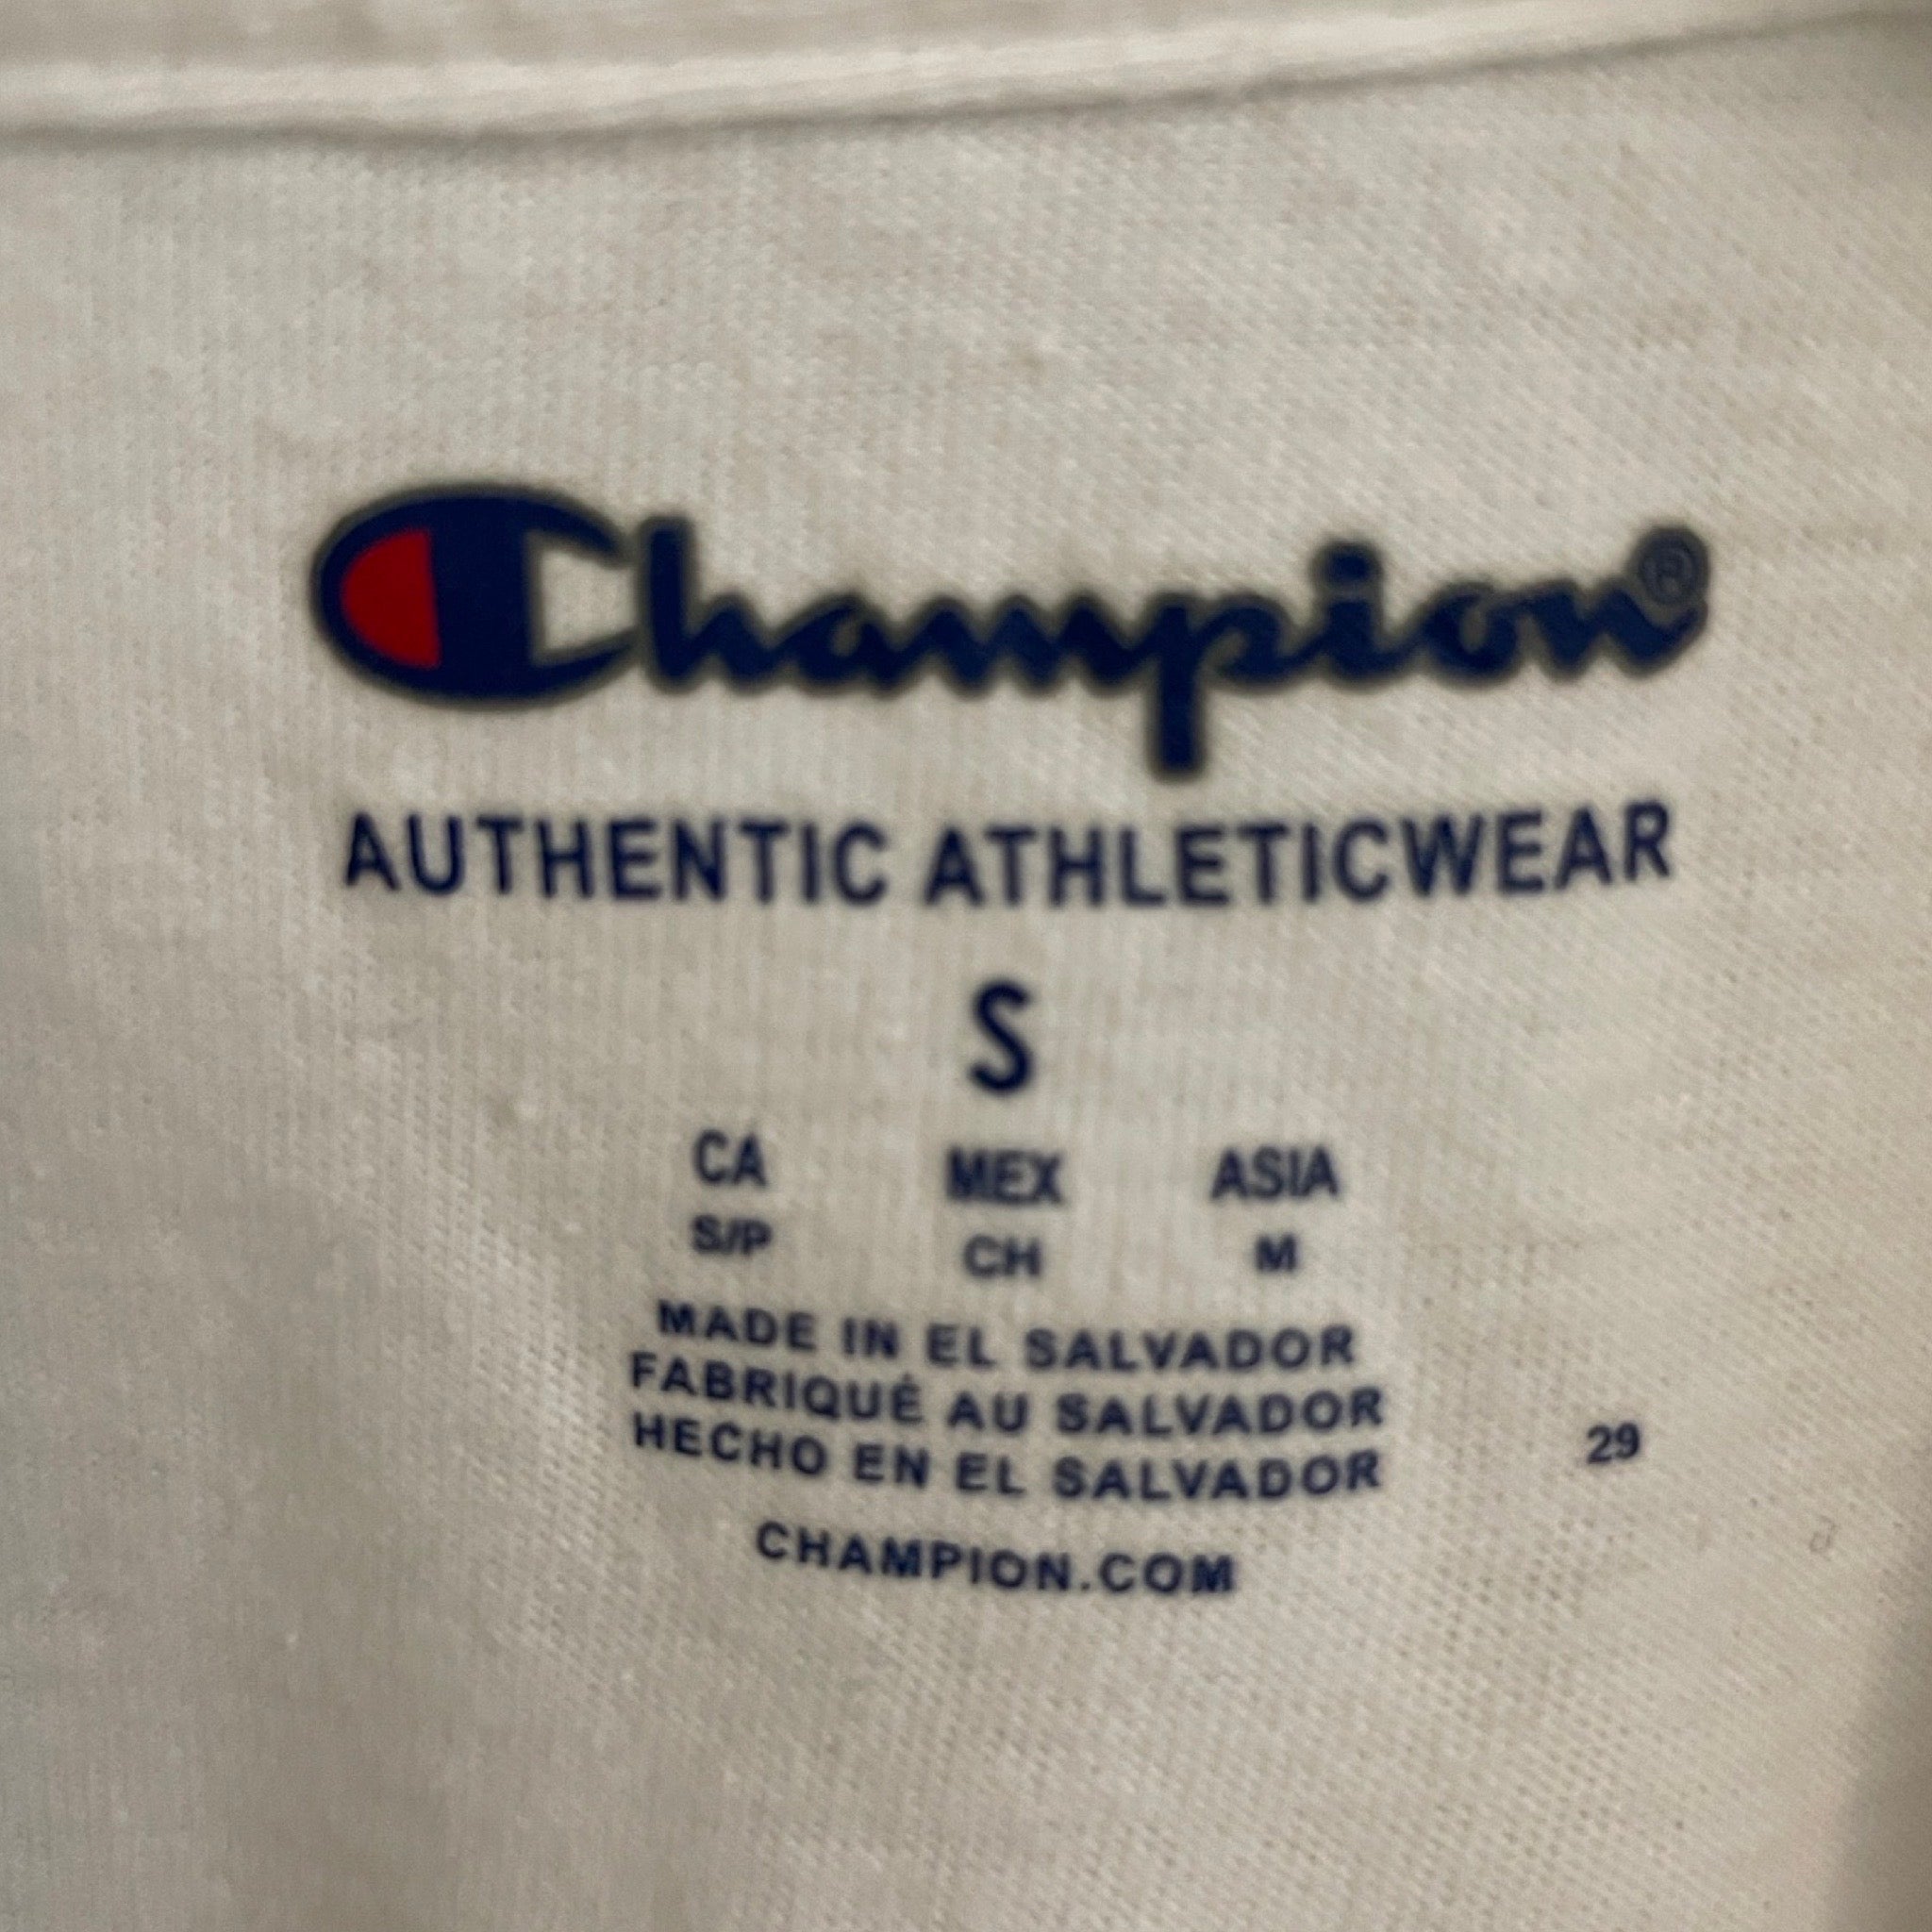 Champion®
AUTHENTIC ATHLETICWEAR
S
CA MEX ASIA
S/P CH M
MADE IN EL SALVADOR
FABRIQUÉ AU SALVADOR
HECHO EN EL SALVADOR 29
CHAMPION.COM